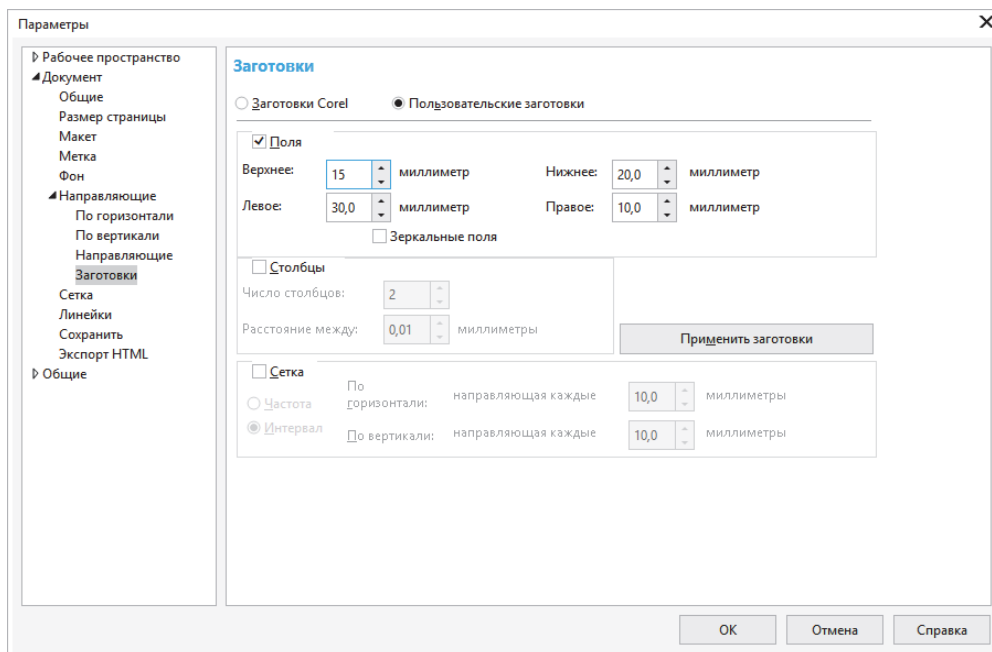 Параметры
Рабочее пространство
Документ
Общие
Размер страницы
Макет
Метка
Фон
Направляющие
По горизонтали
По вертикали
Направляющие
Заготовки
Сетка
Линейки
Сохранить
Экспорт HTML
Общие
Заготовки
Заготовки Corel Пользовательские заготовки
Поля
Верхнее: 15 миллиметр Нижнее: 20,0 миллиметр
Левое: 30,0 миллиметр Правое: 10,0 миллиметр
Зеркальные поля
Столбцы
Число столбцов: 2
Расстояние между: 0,01 миллиметры
Применить заготовки
Сетка
Частота
Интервал
По
горизонтали: направляющая каждые 10,0 миллиметры
По вертикали: направляющая каждые 10,0 миллиметры
ОК Отмена Справка